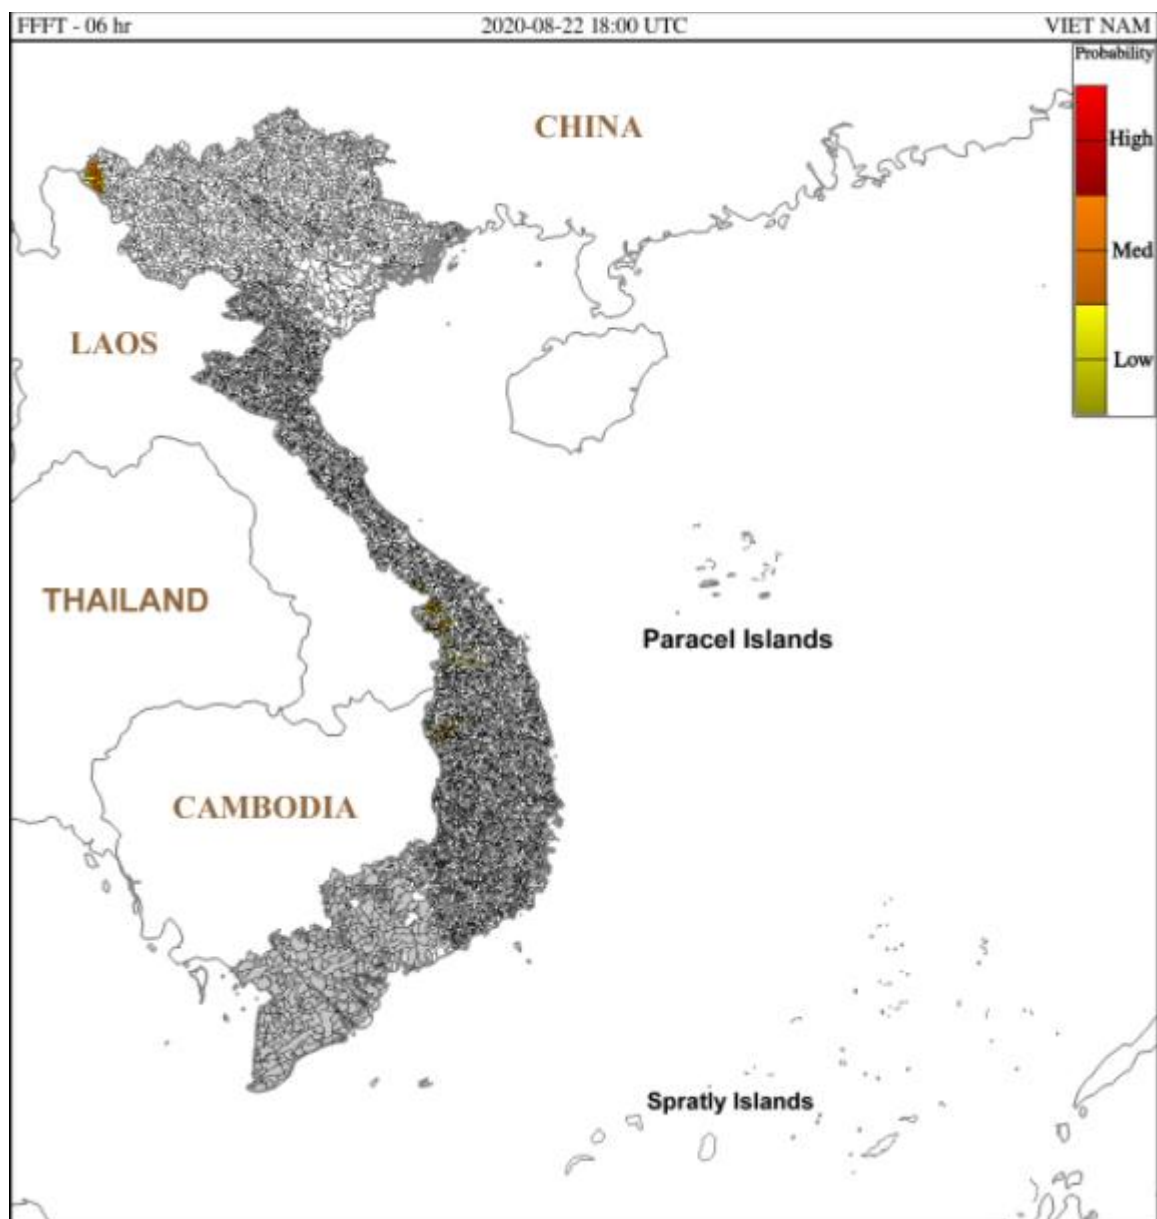 FFFT - 06 hr 2020-08-22 18:00 UTC VIET NAM
Probability
CHINA
High
Med
LAOS
Low
THAILAND
Paracel Islands
CAMBODIA
Spratly Islands